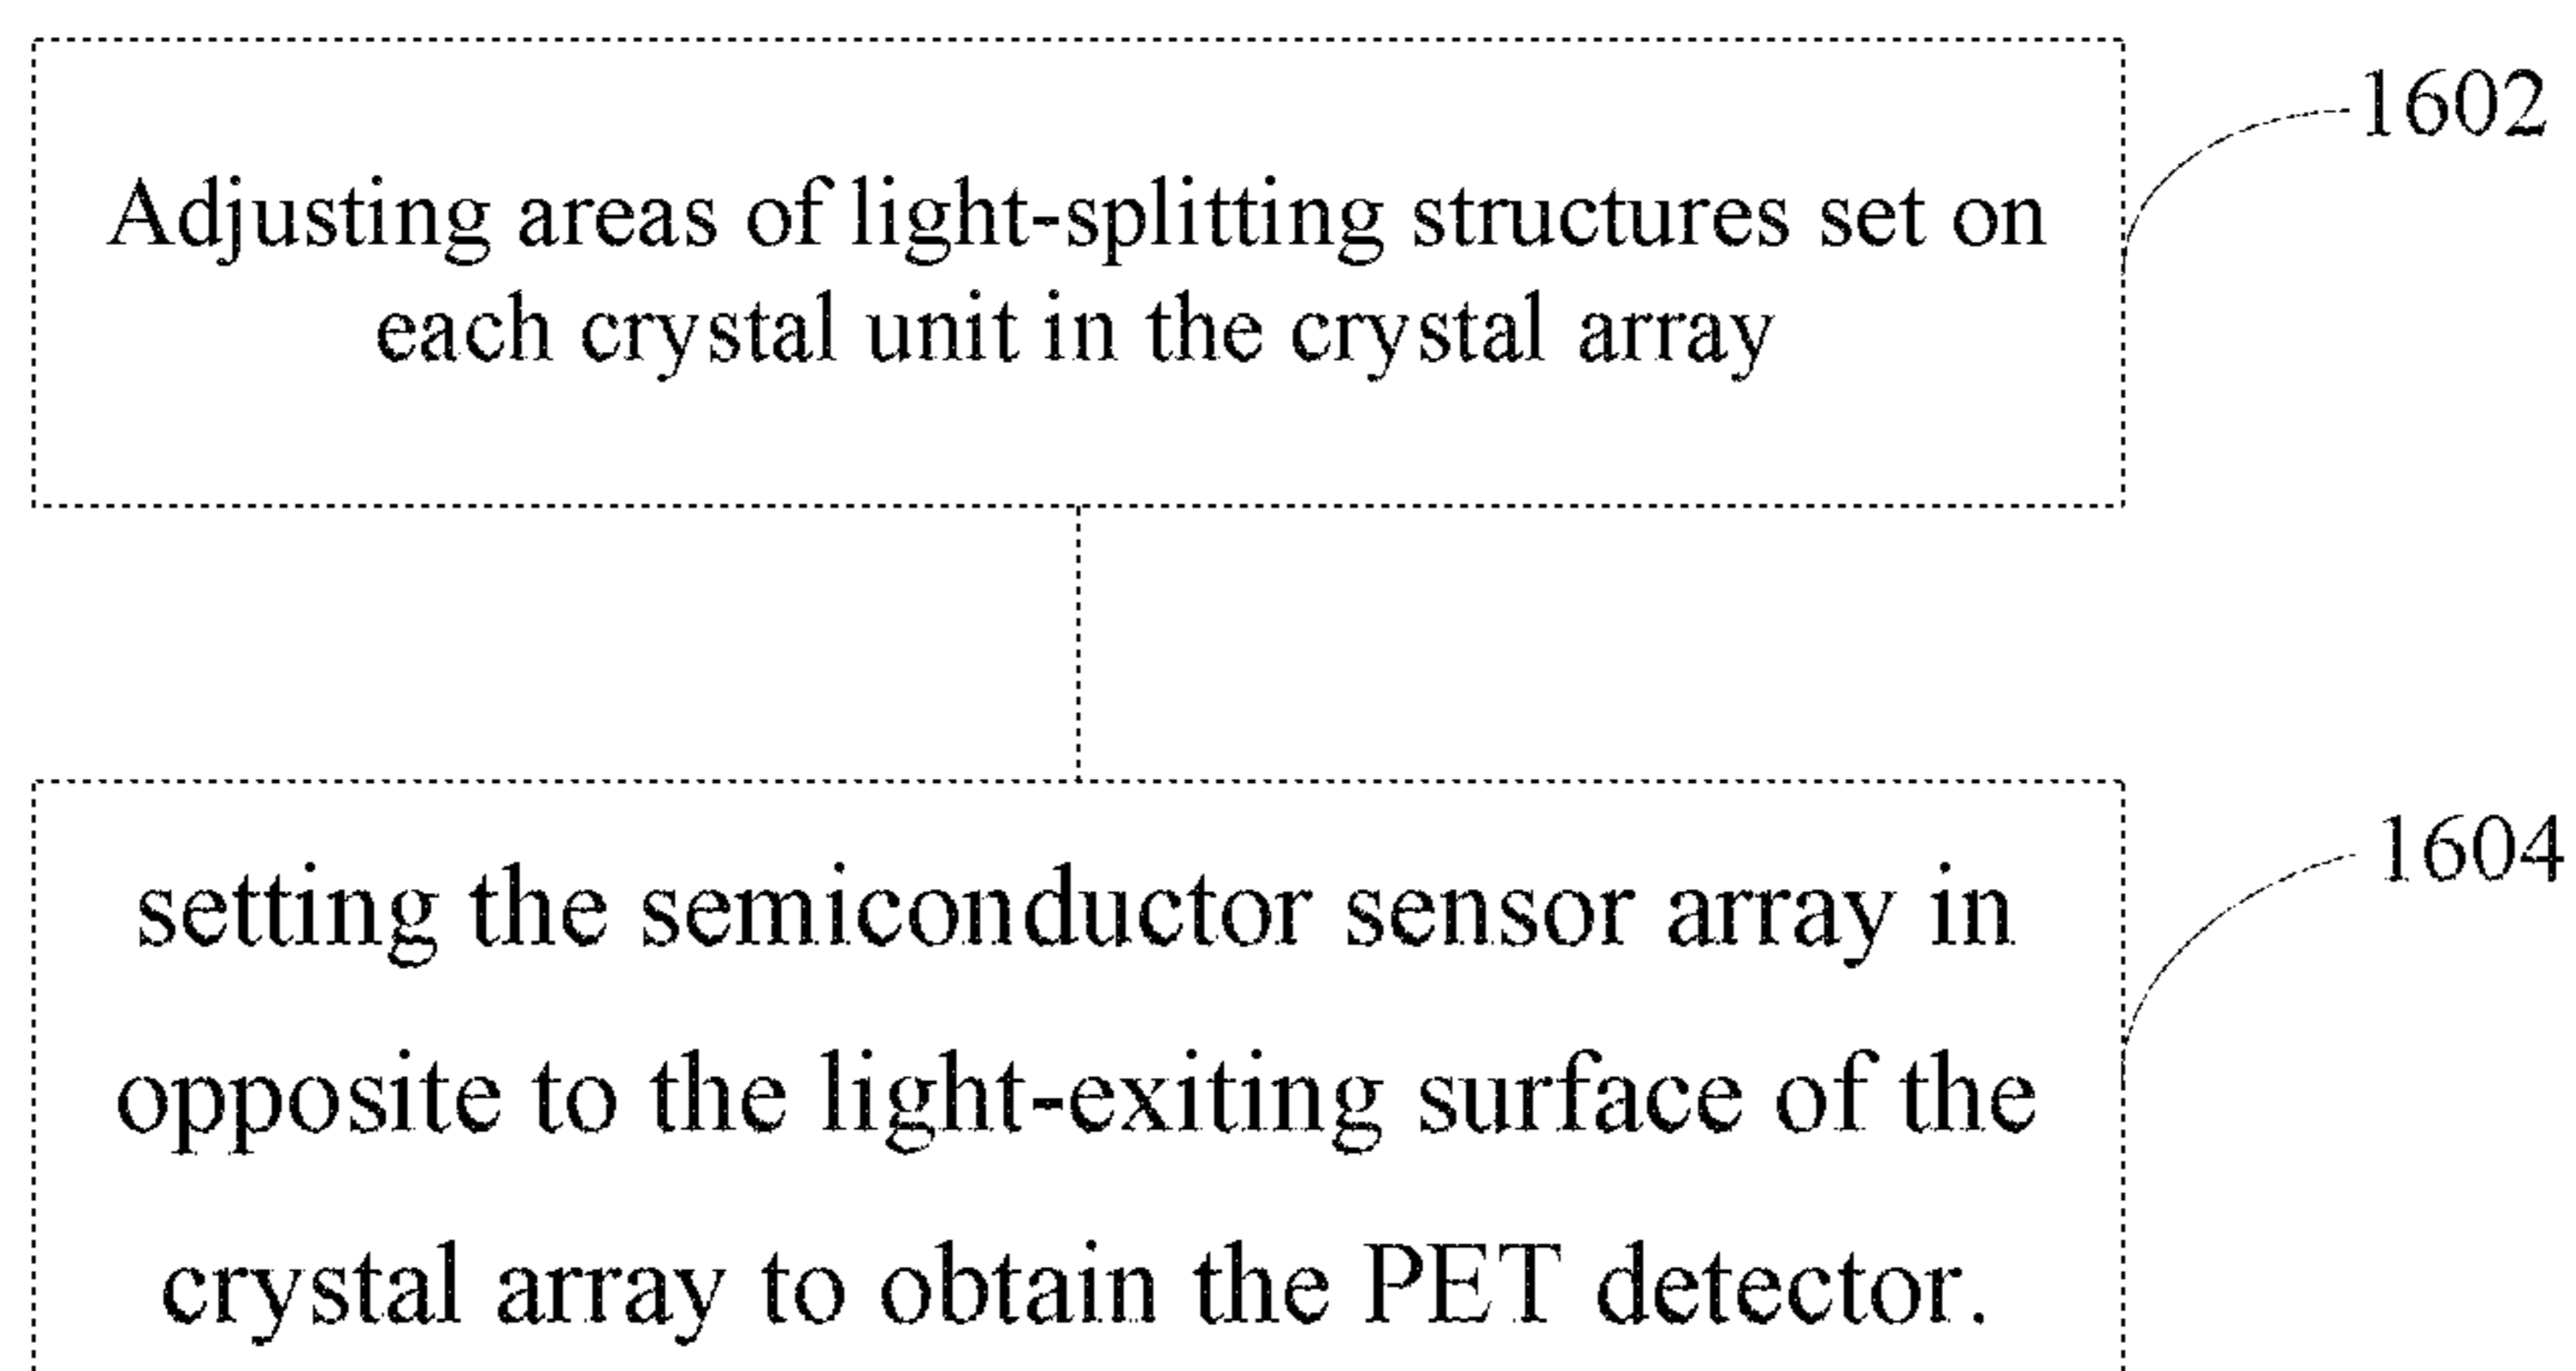 1602
Adjusting areas of light-splitting structures set on
each crystal unit in the crystal array
1604
setting the semiconductor sensor array in
opposite to the light-exiting surface of the
crystal array to obtain the PET detector.